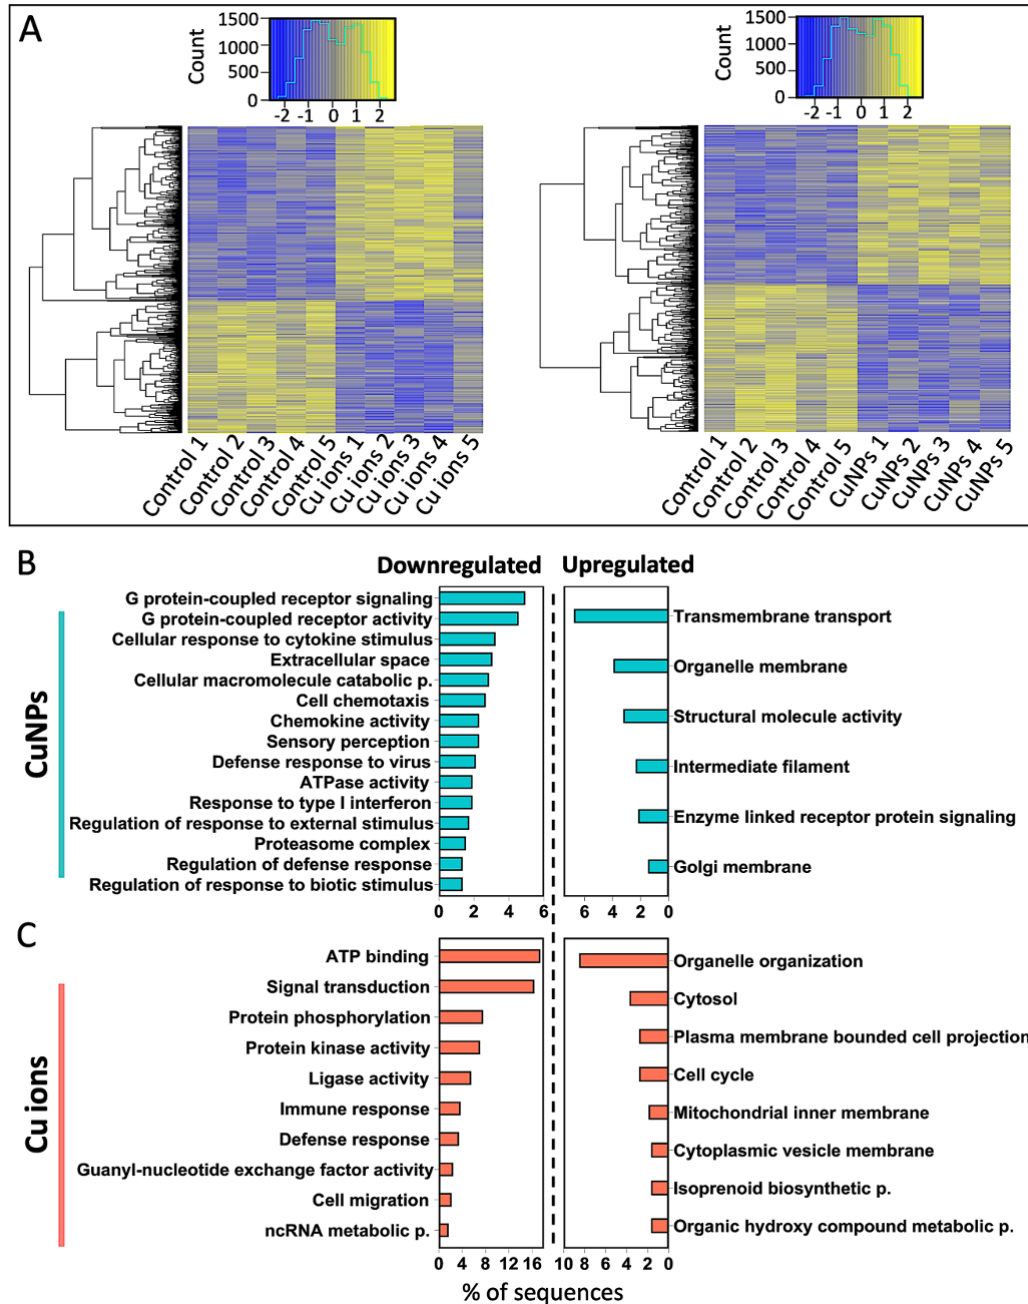 A
Count
1500
1000
500
0
-2 -1 0 1 2
Control 1
Control 2
Control 3
Control 4
Control 5
Cu ions 1
Cu ions 2
Cu ions 3
Cu ions 4
Cu ions 5
Count
1500
1000
500
0
-2 -1 0 1 2
Control 1
Control 2
Control 3
Control 4
Control 5
CuNPs 1
CuNPs 2
CuNPs 3
CuNPs 4
CuNPs 5
B
Downregulated
Upregulated
CuNPs
G protein-coupled receptor signaling
G protein-coupled receptor activity
Cellular response to cytokine stimulus
Extracellular space
Cellular macromolecule catabolic p.
Cell chemotaxis
Chemokine activity
Sensory perception
Defense response to virus
ATPase activity
Response to type I interferon
Regulation of response to external stimulus
Proteasome complex
Regulation of defense response
Regulation of response to biotic stimulus
0 2 4 6
Transmembrane transport
Organelle membrane
Structural molecule activity
Intermediate filament
Enzyme linked receptor protein signaling
Golgi membrane
6 4 2 0
C
Cu ions
ATP binding
Signal transduction
Protein phosphorylation
Protein kinase activity
Ligase activity
Immune response
Defense response
Guanyl-nucleotide exchange factor activity
Cell migration
ncRNA metabolic p.
0 4 8 12 16
Organelle organization
Cytosol
Plasma membrane bounded cell projection
Cell cycle
Mitochondrial inner membrane
Cytoplasmic vesicle membrane
Isoprenoid biosynthetic p.
Organic hydroxy compound metabolic p.
10 8 6 4 2 0
% of sequences